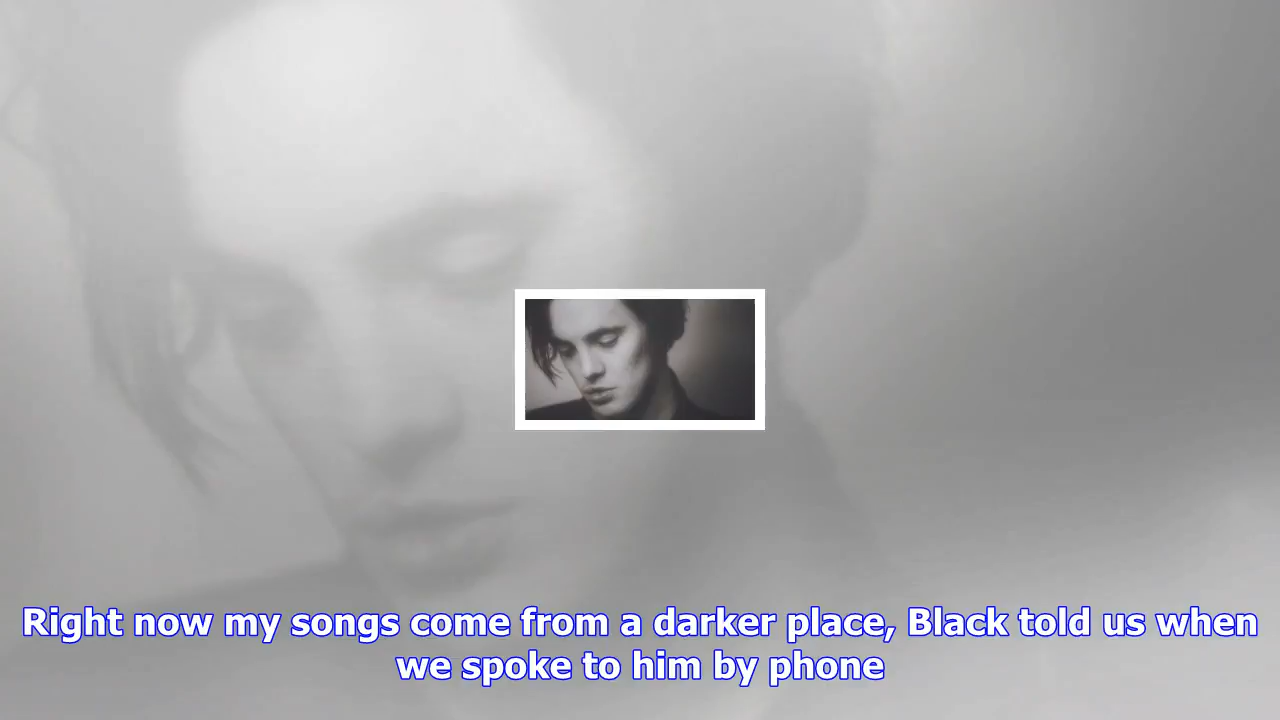 Right now my songs come from a darker place, Black told us when
we spoke to him by phone